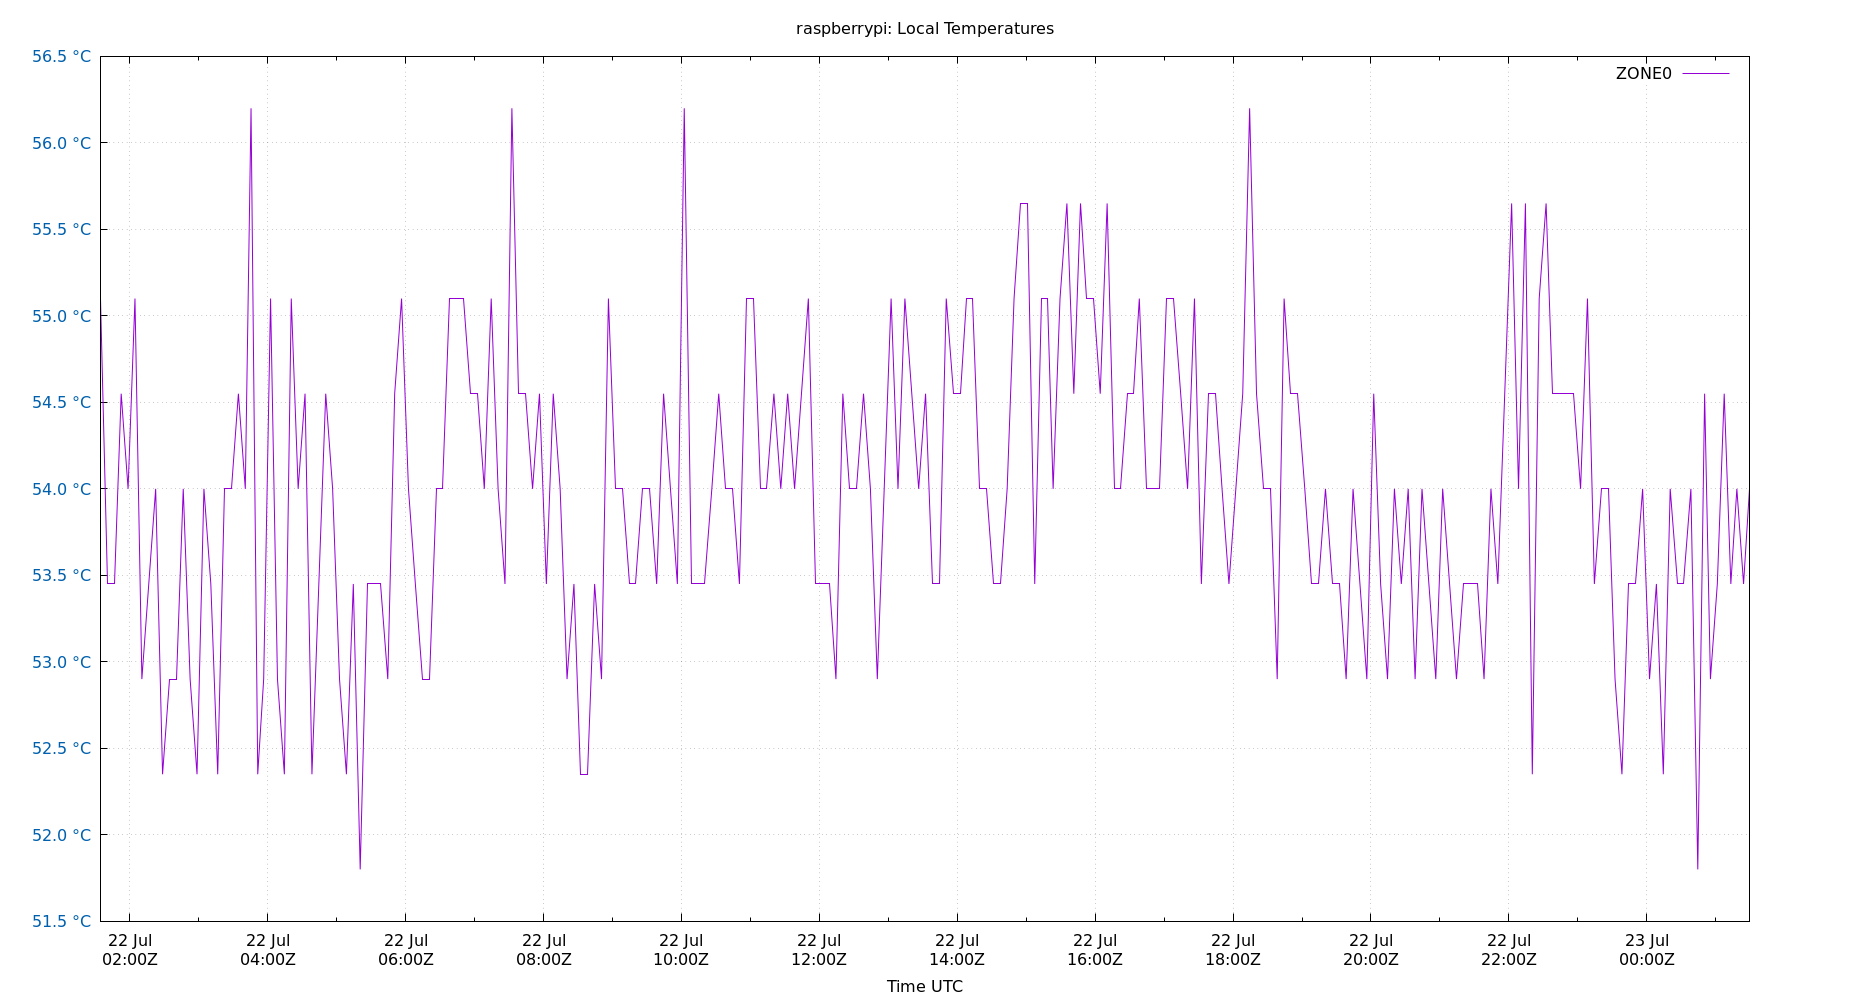 raspberrypi: Local Temperatures
56.5 °C
56.0 °C
55.5 °C
55.0 °C
54.5 °C
54.0 °C
53.5 °C
53.0 °C
52.5 °C
52.0 °C
51.5 °C
ZONE0
22 Jul 22 Jul 22 Jul 22 Jul 22 Jul 22 Jul 22 Jul 22 Jul 22 Jul 22 Jul 22 Jul 23 Jul
02:00Z 04:00Z 06:00Z 08:00Z 10:00Z 12:00Z 14:00Z 16:00Z 18:00Z 20:00Z 22:00Z 00:00Z
Time UTC